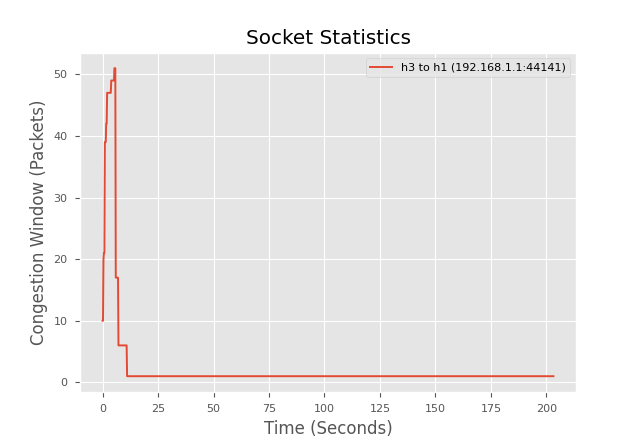 Socket Statistics
h3 to h1 (192.168.1.1:44141)
Congestion Window (Packets)
50
40
30
20
10
0
0 25 50 75 100 125 150 175 200
Time (Seconds)